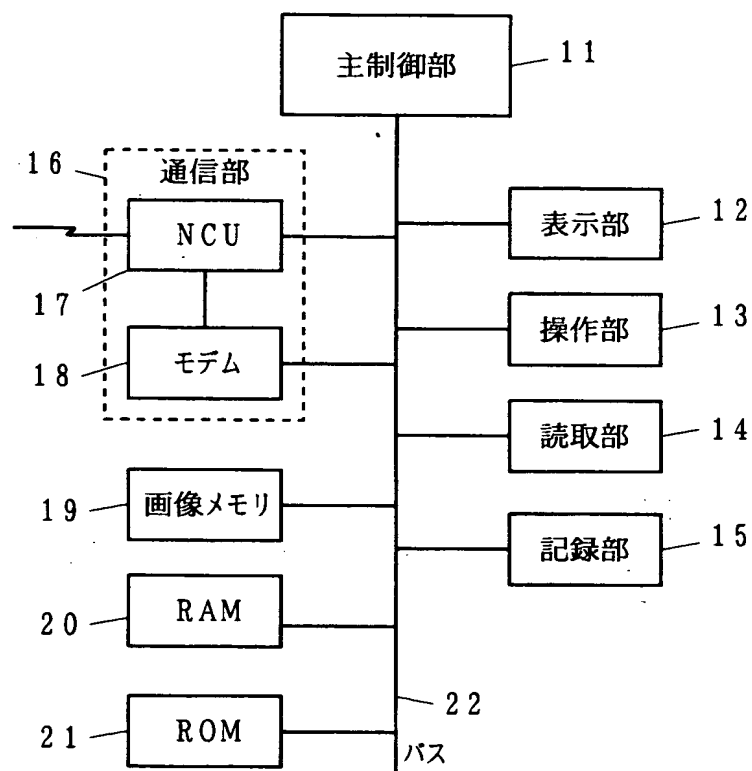 主制御部
11
16
通信部
NCU
17
モデム
18
表示部
12
操作部
13
読取部
14
記録部
15
画像メモリ
19
RAM
20
ROM
21
22
バス